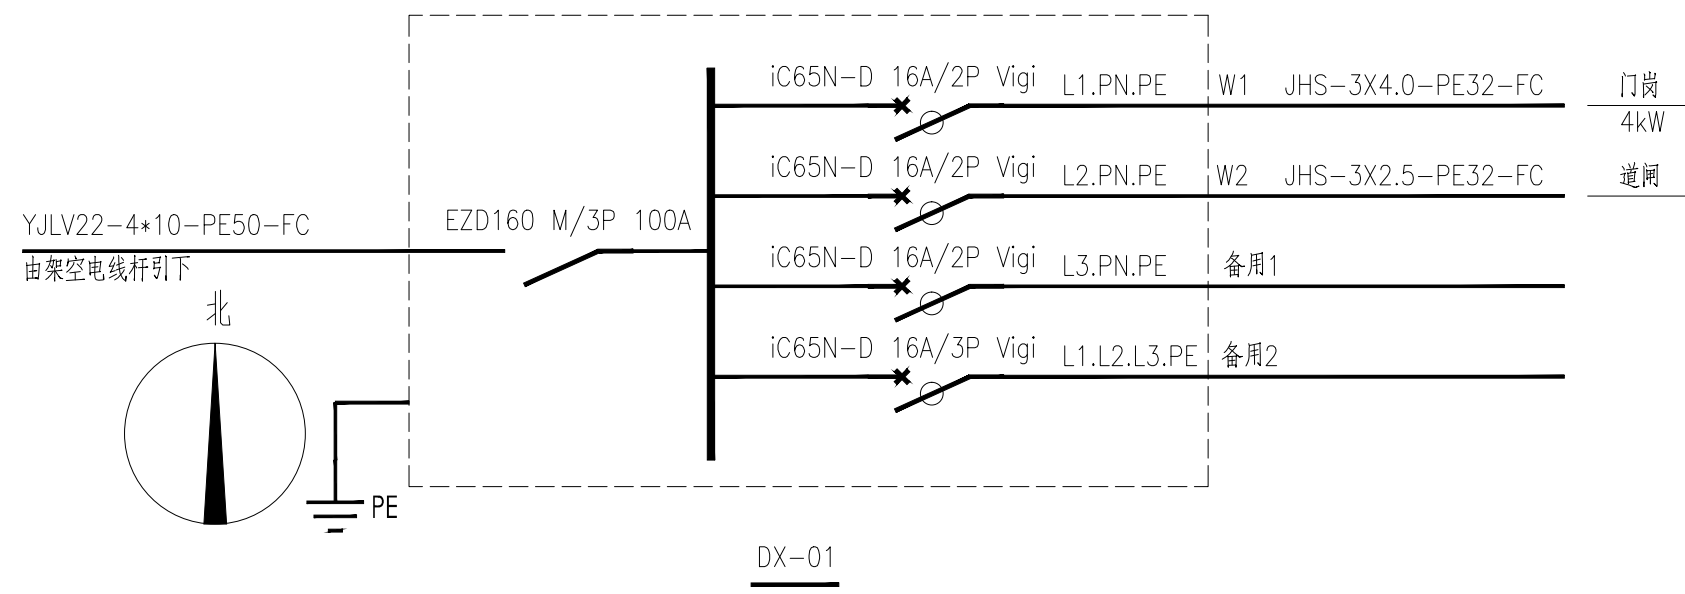 iC65N-D 16A/2P Vigi L1.PN.PE W1 JHS-3X4.0-PE32-FC 门岗
4kW
iC65N-D 16A/2P Vigi L2.PN.PE W2 JHS-3X2.5-PE32-FC 道闸
YJLV22-4*10-PE50-FC EZD160 M/3P 100A
由架空电线杆引下
iC65N-D 16A/2P Vigi L3.PN.PE 备用1
北
iC65N-D 16A/3P Vigi L1.L2.L3.PE 备用2
PE
DX-01